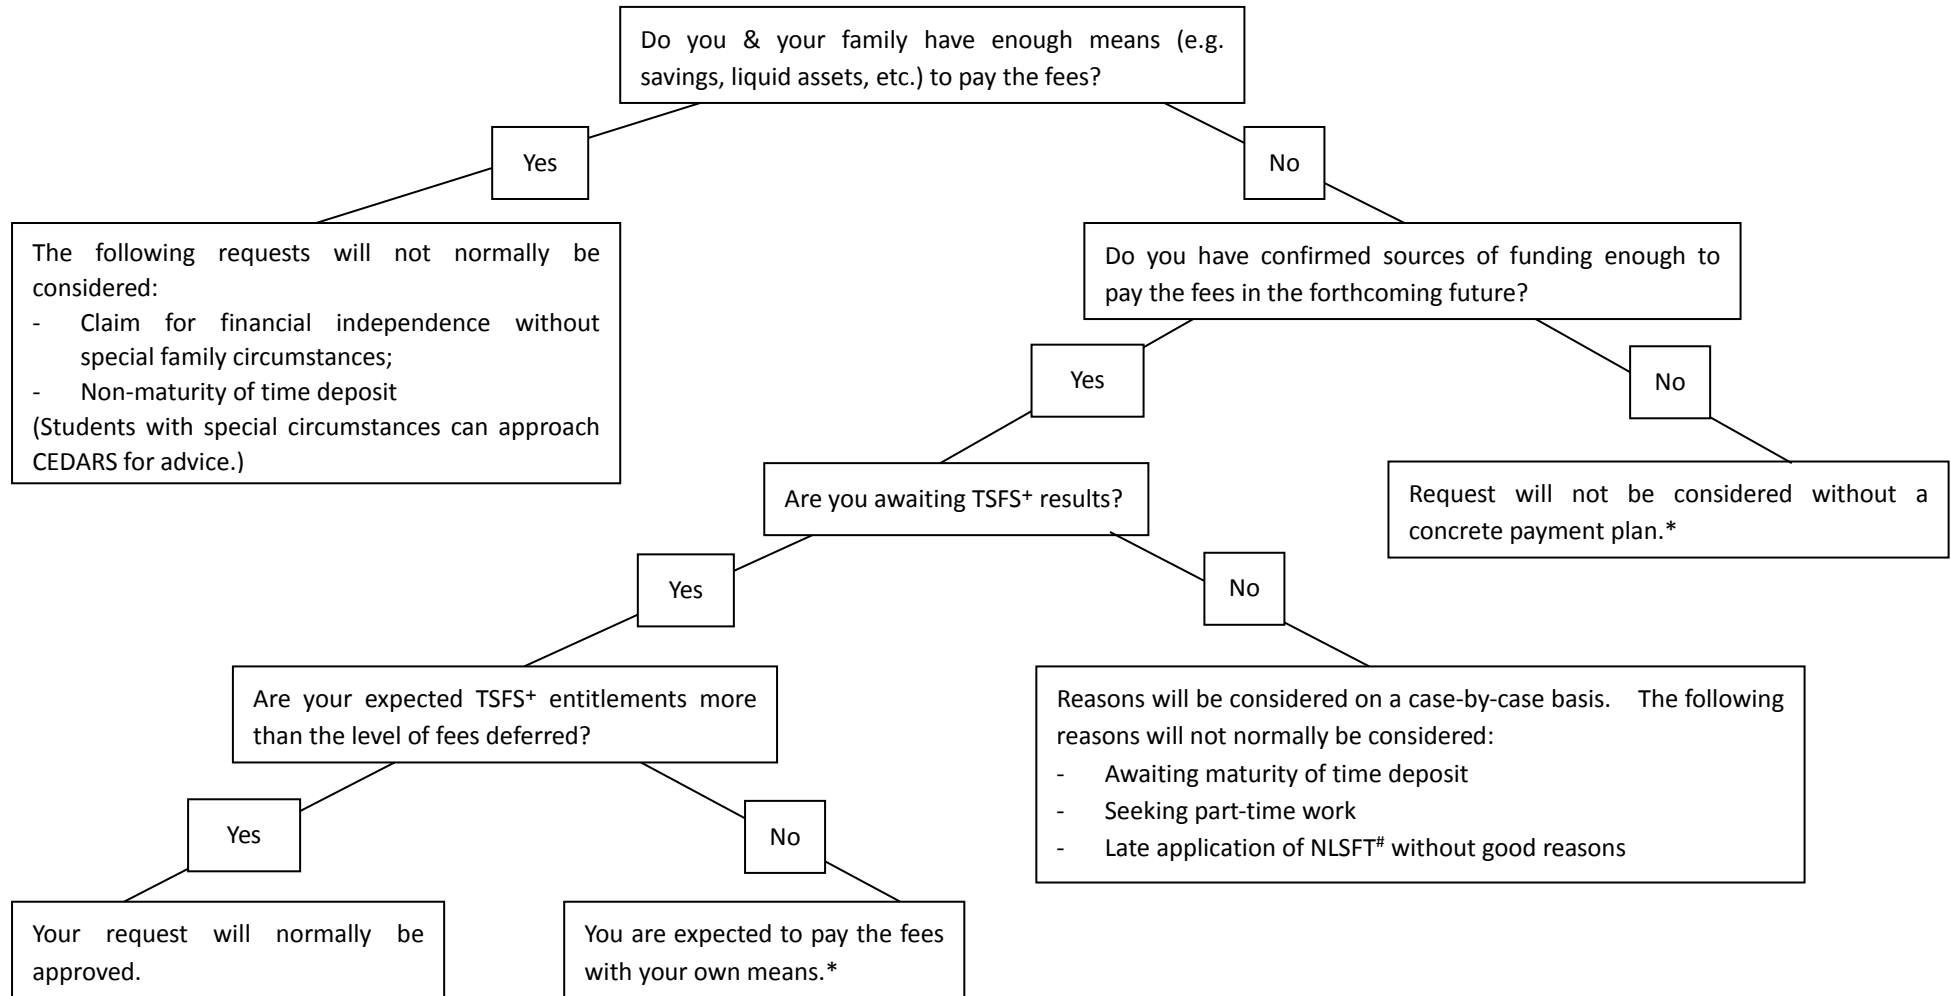 Do you & your family have enough means (e.g.
savings, liquid assets, etc.) to pay the fees?
Yes
No
The following requests will not normally be
considered:
- Claim for financial independence without
special family circumstances;
- Non-maturity of time deposit
(Students with special circumstances can approach
CEDARS for advice.)
Do you have confirmed sources of funding enough to
pay the fees in the forthcoming future?
Yes
No
Are you awaiting TSFS⁺ results?
Request will not be considered without a
concrete payment plan.*
Yes
No
Are your expected TSFS⁺ entitlements more
than the level of fees deferred?
Reasons will be considered on a case-by-case basis. The following
reasons will not normally be considered:
- Awaiting maturity of time deposit
- Seeking part-time work
- Late application of NLSFT# without good reasons
Yes
No
Your request will normally be
approved.
You are expected to pay the fees
with your own means.*